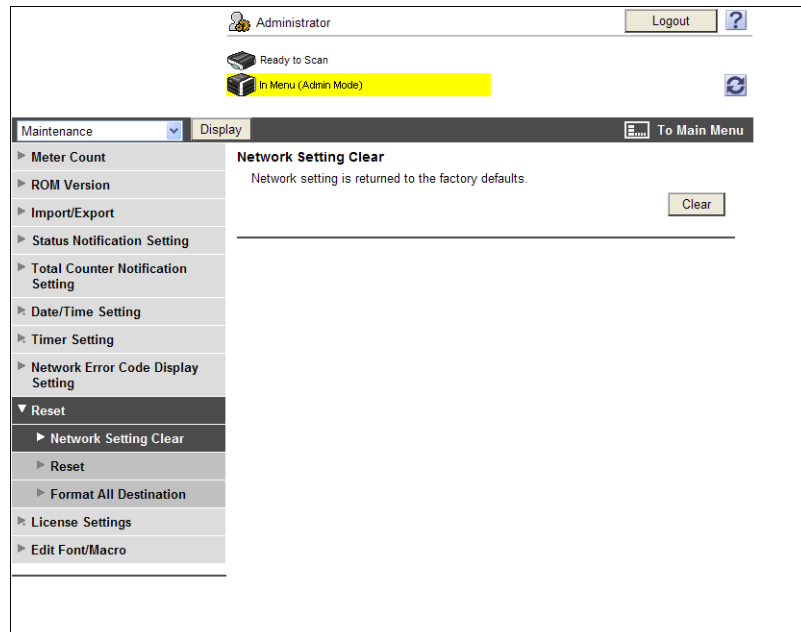 Administrator
Logout
?
Ready to Scan
In Menu (Admin Mode)
Maintenance
Display
To Main Menu
Meter Count
ROM Version
Import/Export
Status Notification Setting
Total Counter Notification
Setting
Date/Time Setting
Timer Setting
Network Error Code Display
Setting
Reset
Network Setting Clear
Reset
Format All Destination
License Settings
Edit Font/Macro
Network Setting Clear
Network setting is returned to the factory defaults.
Clear